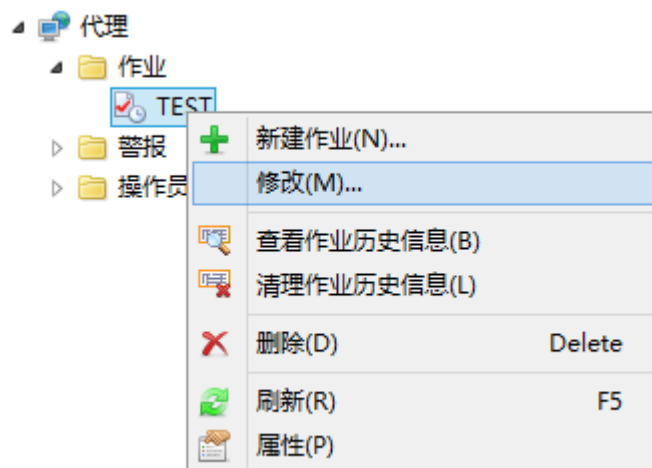 代理
作业
TEST
警报
操作员
新建作业(N)...
修改(M)...
查看作业历史信息(B)
清理作业历史信息(L)
删除(D) Delete
刷新(R) F5
属性(P)